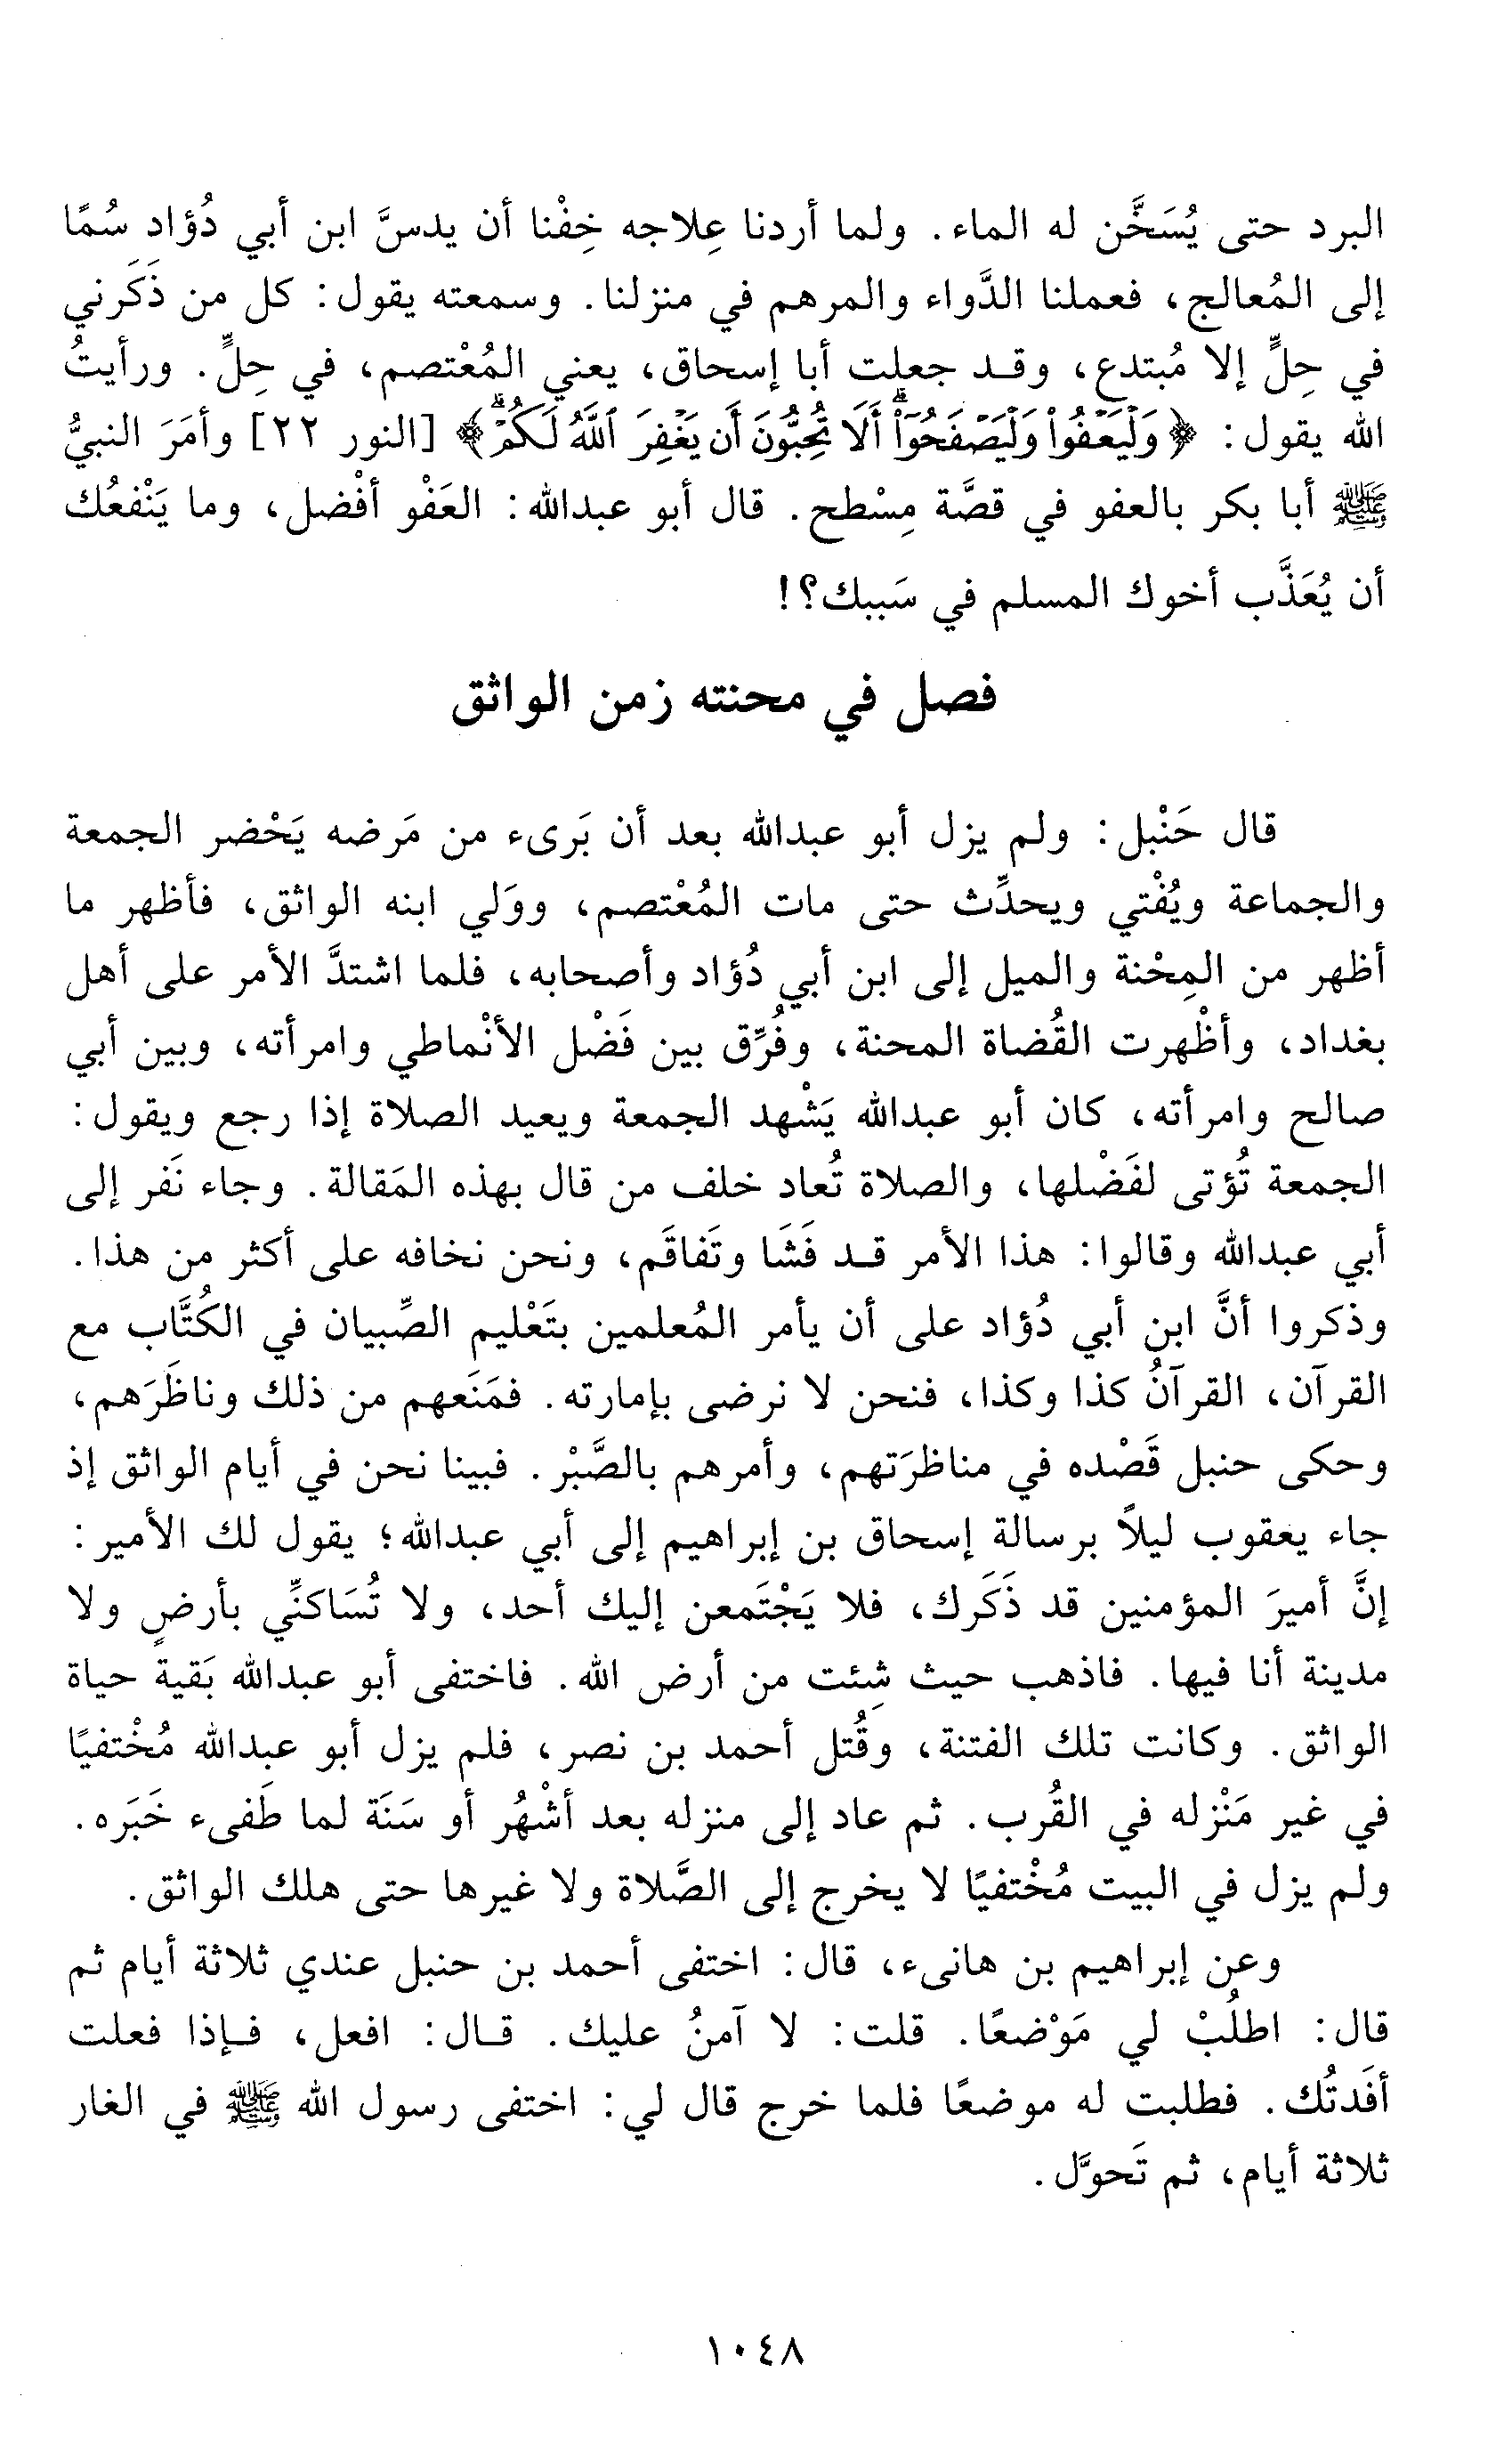 البرد حتى يُسَخَّن له الماء. ولما أردنا عِلاجه خِفْنا أن يدسَّ ابن أبي دُؤاد سُمًا
إلى المُعالج، فعملنا الدَّواء والمرهم في منزلنا. وسمعته يقول: كل من ذَكَرني
في حِلٍّ إلا مُبتدع، وقد جعلت أبا إسحاق، يعني المُعْتصم، في حِلٍّ. ورأيتُ
الله يقول: ﴿وَلْيَعْفُوا۟ وَلْيَصْفَحُوٓا۟ ۗ أَلَا تُحِبُّونَ أَن يَغْفِرَ ٱللَّهُ لَكُمْ ۗ﴾ [النور ٢٢] وأمَرَ النبيُّ
ﷺ أبا بكر بالعفو في قصَّة مِسْطح. قال أبو عبدالله: العَفْو أفْضل، وما يَنْفعُك
أن يُعَذَّب أخوك المسلم في سَببك؟!
فصل في محنته زمن الواثق
قال حَنْبل: ولم يزل أبو عبدالله بعد أن بَرىء من مَرضه يَحْضر الجمعة
والجماعة ويُفْتي ويحدِّث حتى مات المُعْتصم، ووَلي ابنه الواثق، فأظهر ما
أظهر من المِحْنة والميل إلى ابن أبي دُؤاد وأصحابه، فلما اشتدَّ الأمر على أهل
بغداد، وأظْهرت القُضاة المحنة، وفُرِّق بين فَضْل الأنْماطي وامرأته، وبين أبي
صالح وامرأته، كان أبو عبدالله يَشْهد الجمعة ويعيد الصلاة إذا رجع ويقول:
الجمعة تُؤتى لفَضْلها، والصلاة تُعاد خلف من قال بهذه المَقالة. وجاء نَفر إلى
أبي عبدالله وقالوا: هذا الأمر قد فَشَا وتَفاقَم، ونحن نخافه على أكثر من هذا.
وذكروا أنَّ ابن أبي دُؤاد على أن يأمر المُعلمين بتَعْليم الصِّبيان في الكُتَّاب مع
القرآن، القرآنُ كذا وكذا، فنحن لا نرضى بإمارته. فمَنَعهم من ذلك وناظَرَهم،
وحكى حنبل قَصْده في مناظرَتهم، وأمرهم بالصَّبْر. فبينا نحن في أيام الواثق إذ
جاء يعقوب ليلاً برسالة إسحاق بن إبراهيم إلى أبي عبدالله؛ يقول لك الأمير:
إنَّ أميرَ المؤمنين قد ذَكَرك، فلا يَجْتَمعن إليك أحد، ولا تُسَاكنِّي بأرضٍ ولا
مدينة أنا فيها. فاذهب حيث شِئت من أرض الله. فاختفى أبو عبدالله بَقيةَ حياة
الواثق. وكانت تلك الفتنة، وقُتل أحمد بن نصر، فلم يزل أبو عبدالله مُخْتفيًا
في غير مَنْزله في القُرب. ثم عاد إلى منزله بعد أشْهُر أو سَنَة لما طَفىء خَبَره.
ولم يزل في البيت مُخْتفيًا لا يخرج إلى الصَّلاة ولا غيرها حتى هلك الواثق.
وعن إبراهيم بن هانىء، قال: اختفى أحمد بن حنبل عندي ثلاثة أيام ثم
قال: اطلُبْ لي مَوْضعًا. قلت: لا آمنُ عليك. قال: افعل، فإذا فعلت
أفَدتُك. فطلبت له موضعًا فلما خرج قال لي: اختفى رسول الله ﷺ في الغار
ثلاثة أيام، ثم تَحوَّل.
١٠٤٨